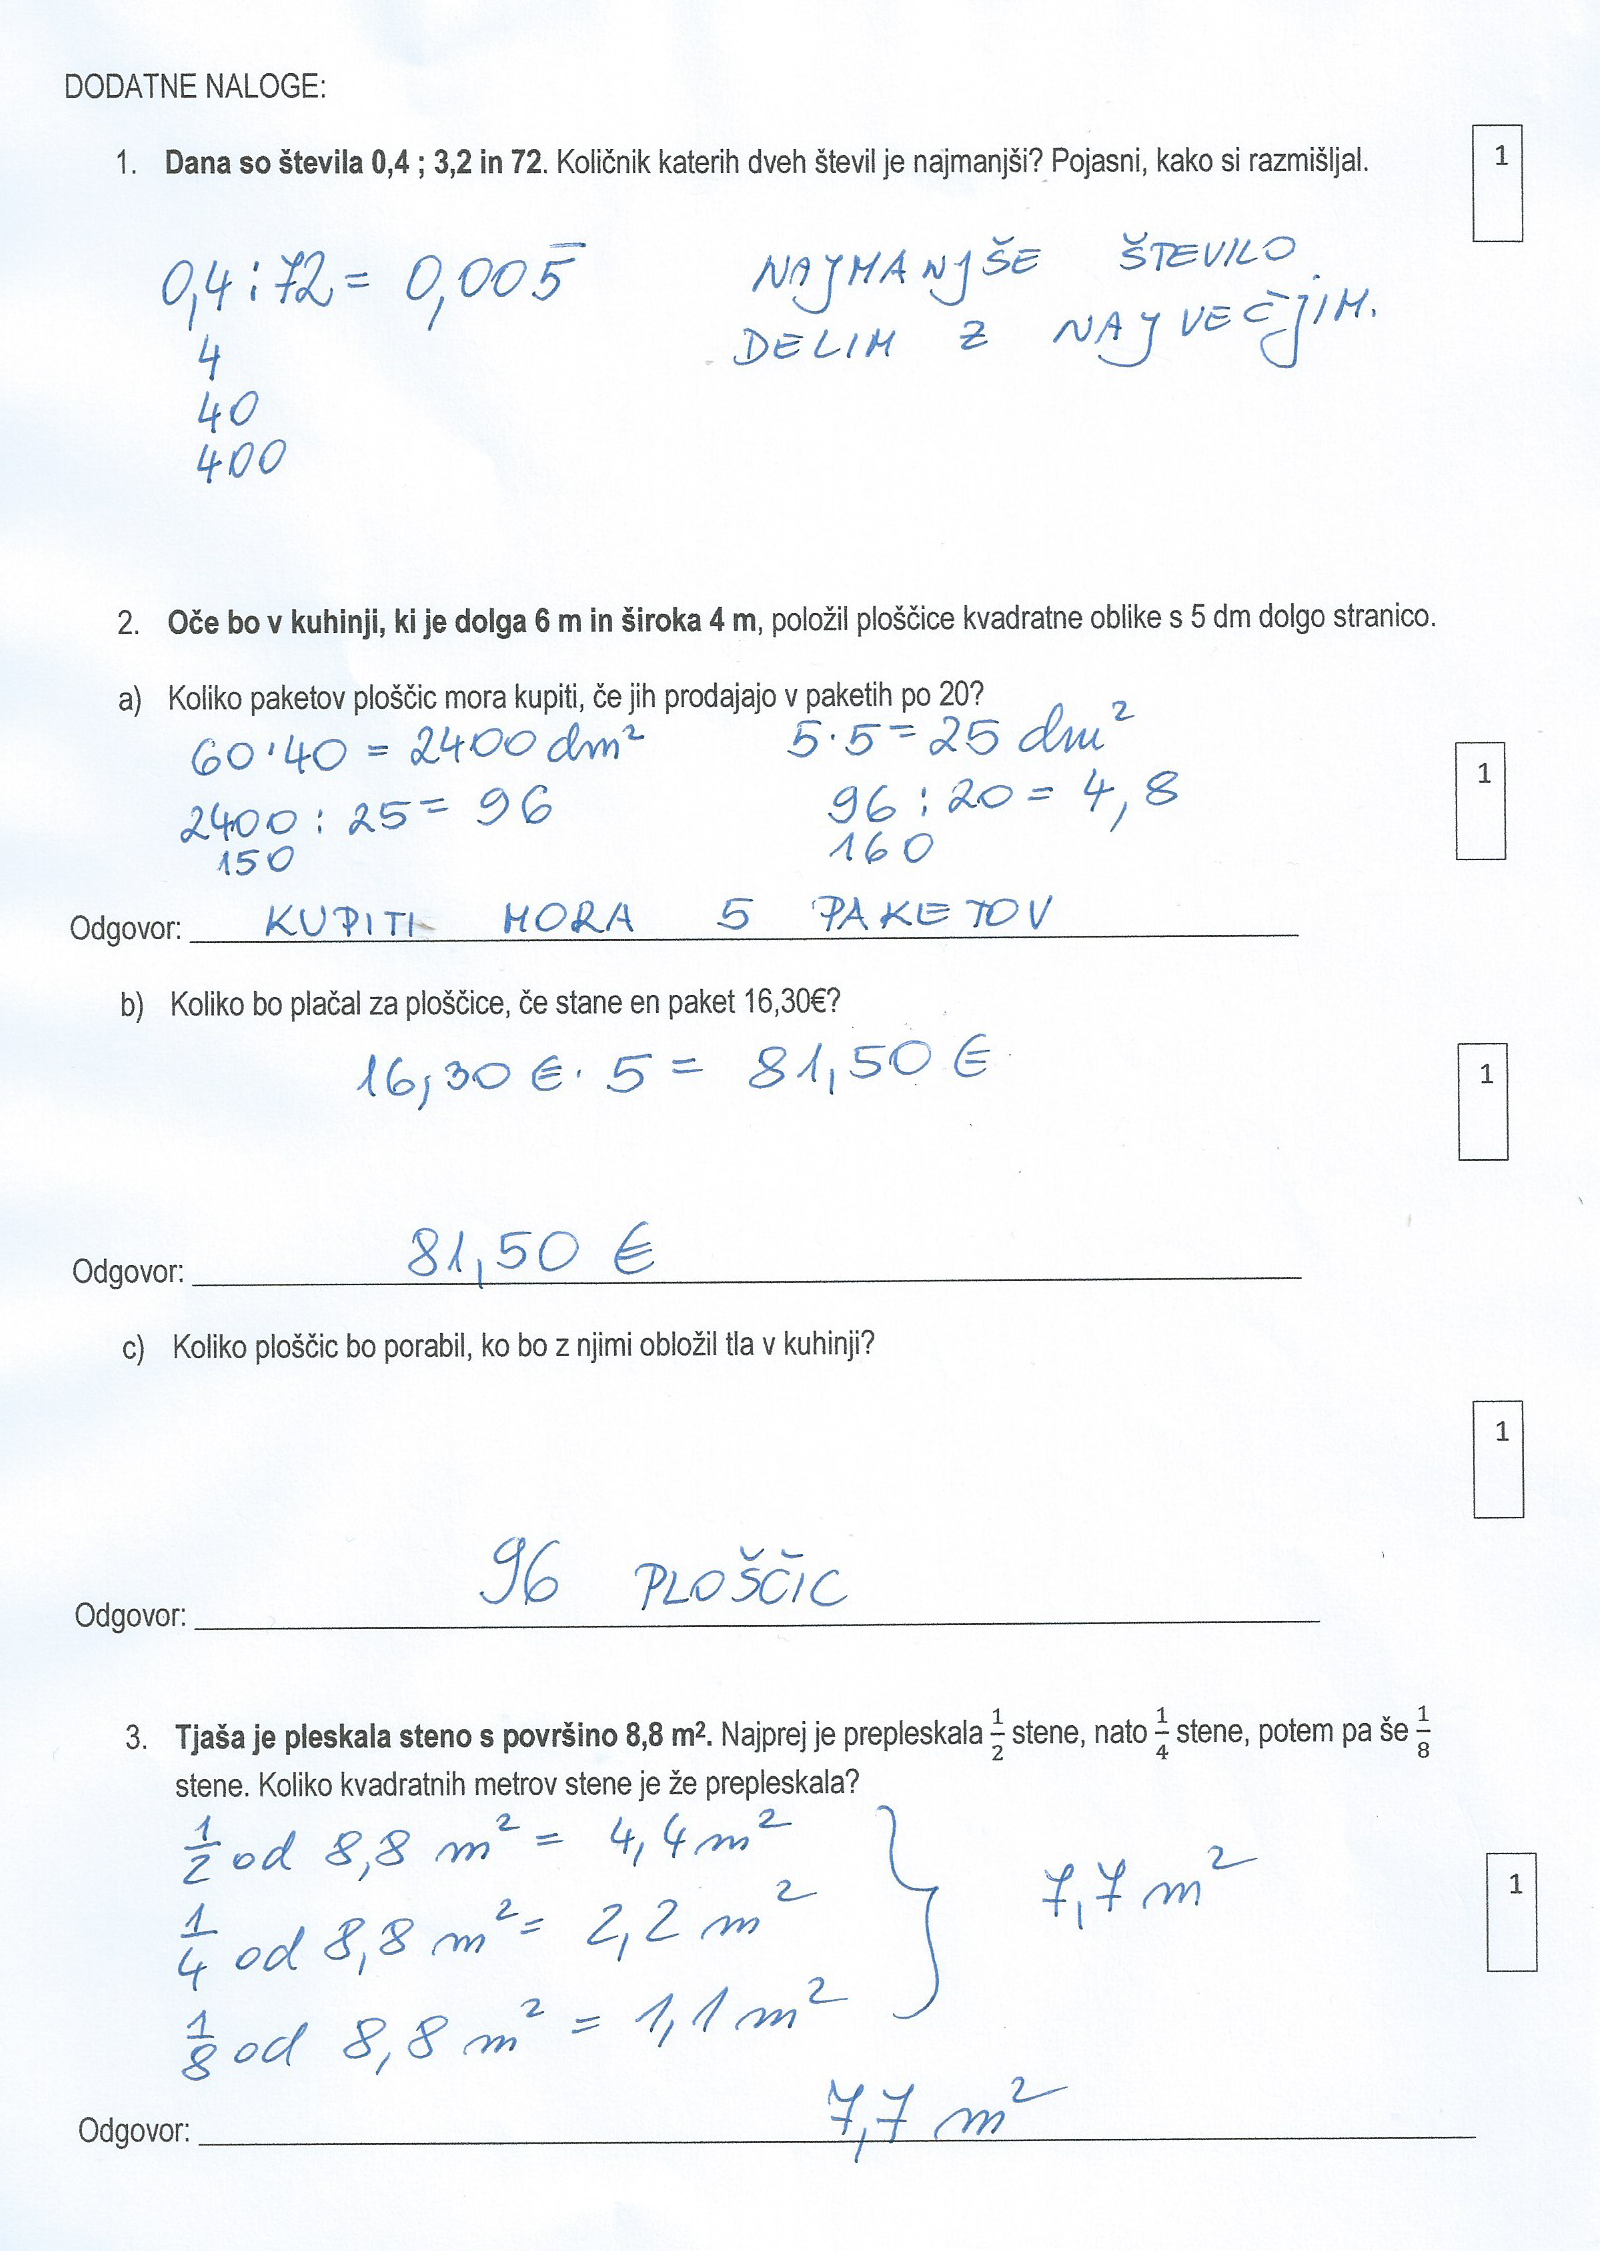 DODATNE NALOGE:
1. Dana so števila 0,4 ; 3,2 in 72. Količnik katerih dveh števil je najmanjši? Pojasni, kako si razmišljal.
1
0,4 : 72 = 0,005̅
4
40
400
NAJMANJŠE ŠTEVILO
DELIM Z NAJVEČJIM.
2. Oče bo v kuhinji, ki je dolga 6 m in široka 4 m, položil ploščice kvadratne oblike s 5 dm dolgo stranico.
a) Koliko paketov ploščic mora kupiti, če jih prodajajo v paketih po 20?
60 · 40 = 2400 dm²
5 · 5 = 25 dm²
1
2400 : 25 = 96
150
96 : 20 = 4,8
160
Odgovor: KUPITI MORA 5 PAKETOV
b) Koliko bo plačal za ploščice, če stane en paket 16,30€?
16,30 € · 5 = 81,50 €
1
Odgovor: 81,50 €
c) Koliko ploščic bo porabil, ko bo z njimi obložil tla v kuhinji?
1
Odgovor: 96 PLOŠČIC
3. Tjaša je pleskala steno s površino 8,8 m². Najprej je prepleskala 1/2 stene, nato 1/4 stene, potem pa še 1/8
stene. Koliko kvadratnih metrov stene je že prepleskala?
1/2 od 8,8 m² = 4,4 m²
1/4 od 8,8 m² = 2,2 m²
1/8 od 8,8 m² = 1,1 m²
7,7 m²
1
Odgovor: 7,7 m²